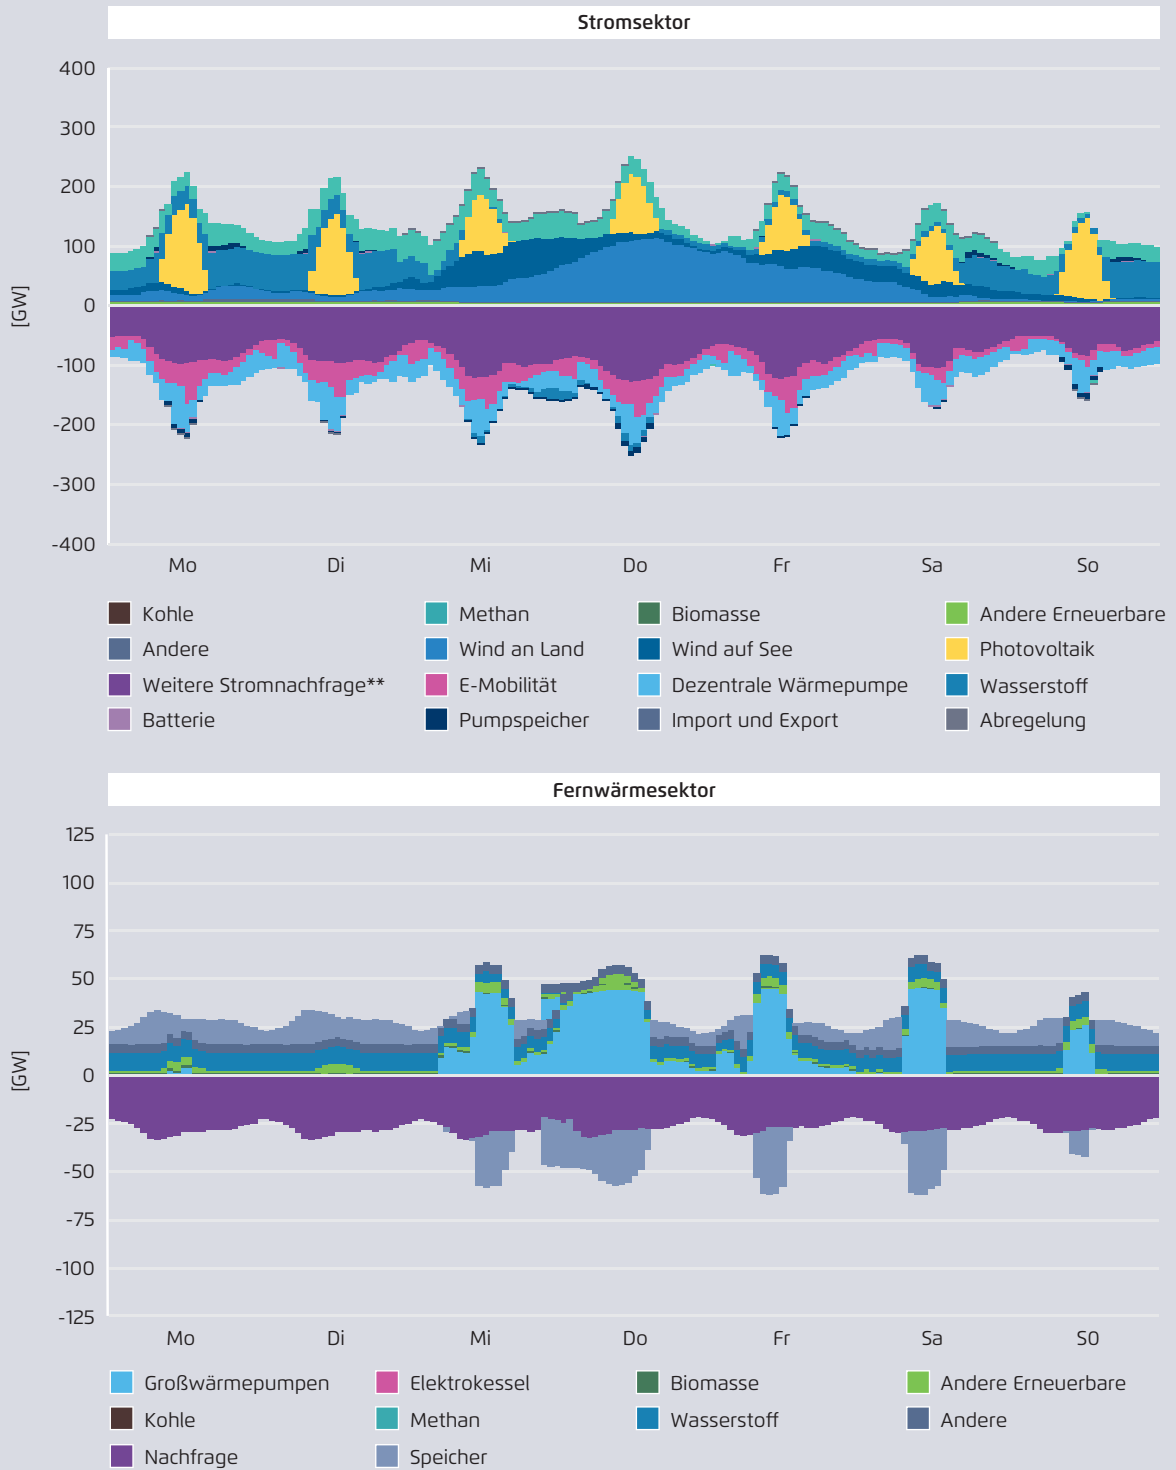 Stromsektor
400
300
200
100
0
-100
-200
-300
-400
[GW]
Mo Di Mi Do Fr Sa So
Kohle Methan Biomasse Andere Erneuerbare
Andere Wind an Land Wind auf See Photovoltaik
Weitere Stromnachfrage** E-Mobilität Dezentrale Wärmepumpe Wasserstoff
Batterie Pumpspeicher Import und Export Abregelung
Fernwärmesektor
125
100
75
50
25
0
-25
-50
-75
-100
-125
[GW]
Mo Di Mi Do Fr Sa S0
Großwärmepumpen Elektrokessel Biomasse Andere Erneuerbare
Kohle Methan Wasserstoff Andere
Nachfrage Speicher